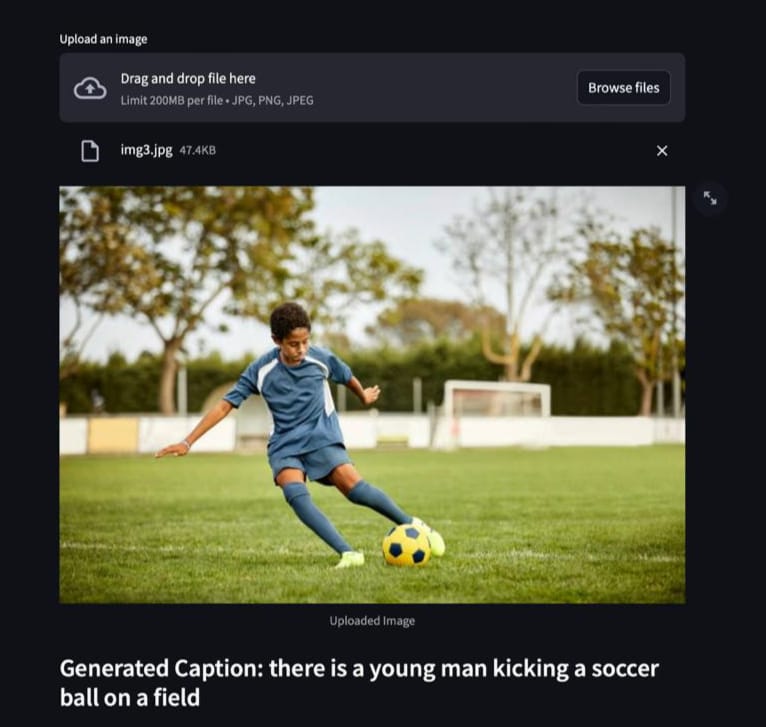 Upload an image
Drag and drop file here
Limit 200MB per file • JPG, PNG, JPEG
Browse files
img3.jpg 47.4KB
Uploaded Image
Generated Caption: there is a young man kicking a soccer
ball on a field